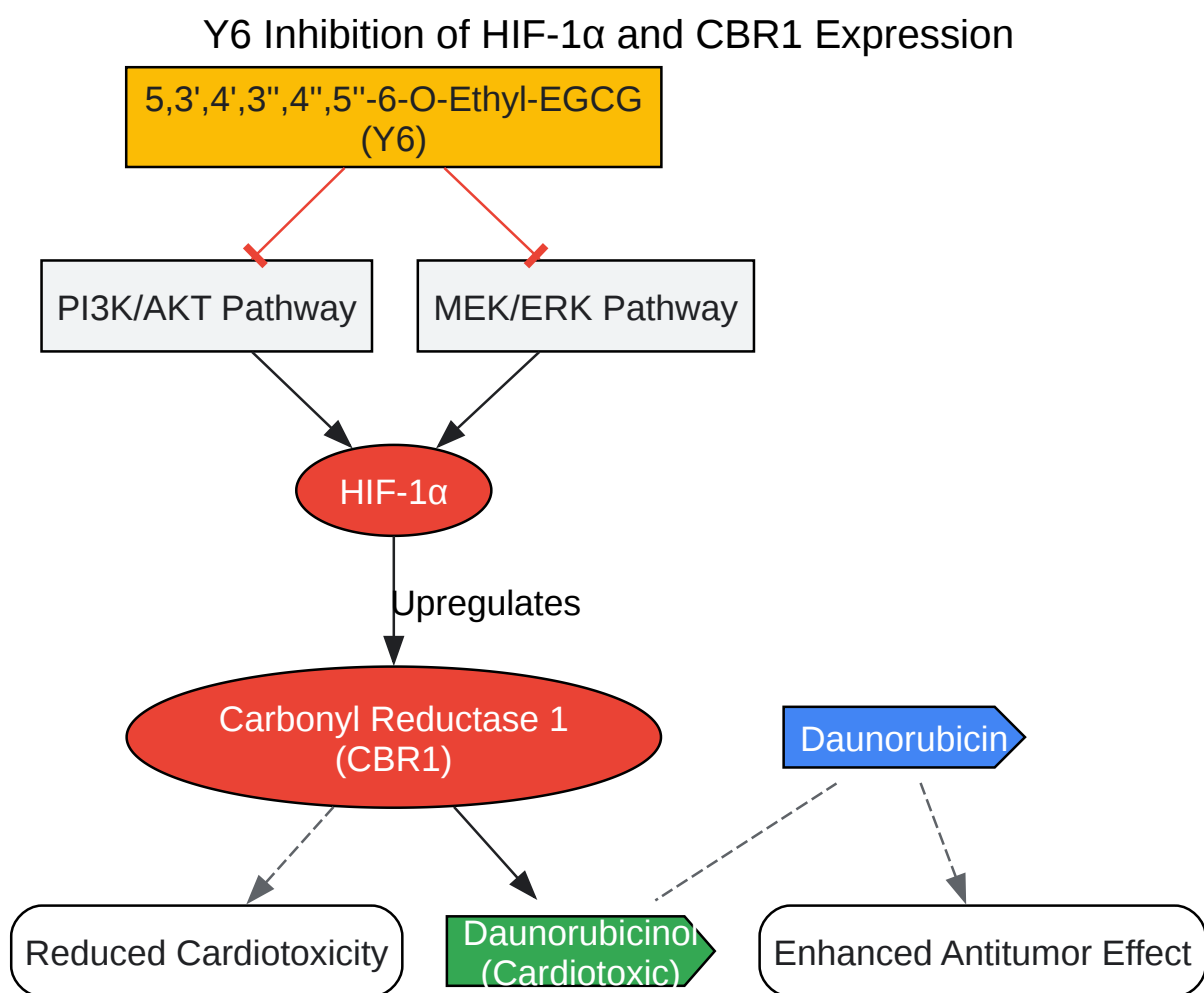 Y6 Inhibition of HIF-1α and CBR1 Expression
5,3',4',3'',4'',5''-6-O-Ethyl-EGCG
(Y6)
PI3K/AKT Pathway
MEK/ERK Pathway
HIF-1α
Upregulates
Carbonyl Reductase 1
(CBR1)
Daunorubicin
Reduced Cardiotoxicity
Daunorubicinol
(Cardiotoxic)
Enhanced Antitumor Effect